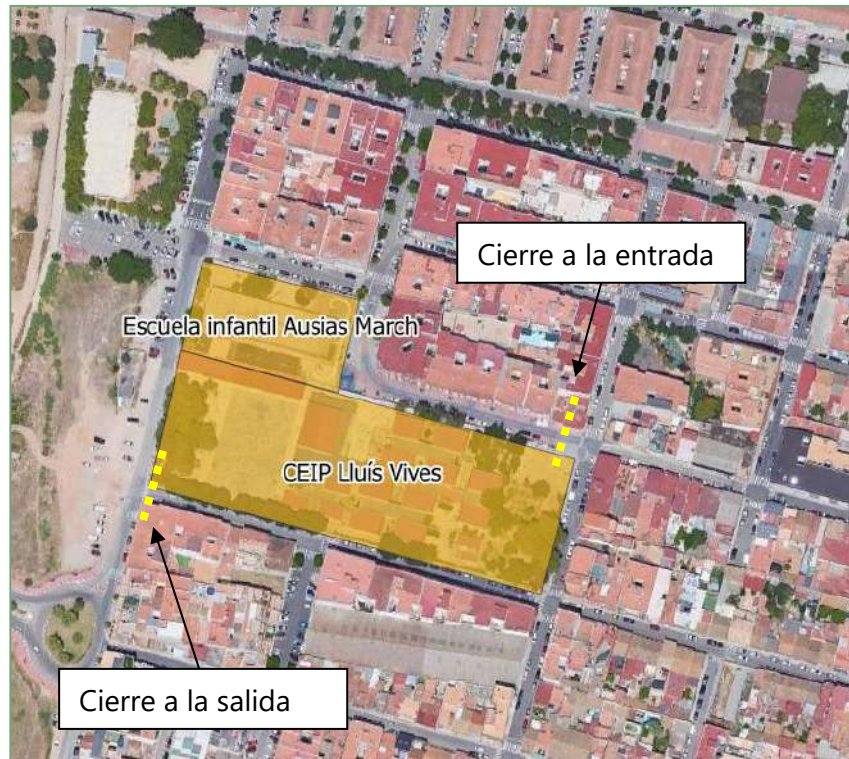 Cierre a la entrada
Escuela infantil Ausias March
CEIP Lluís Vives
Cierre a la salida